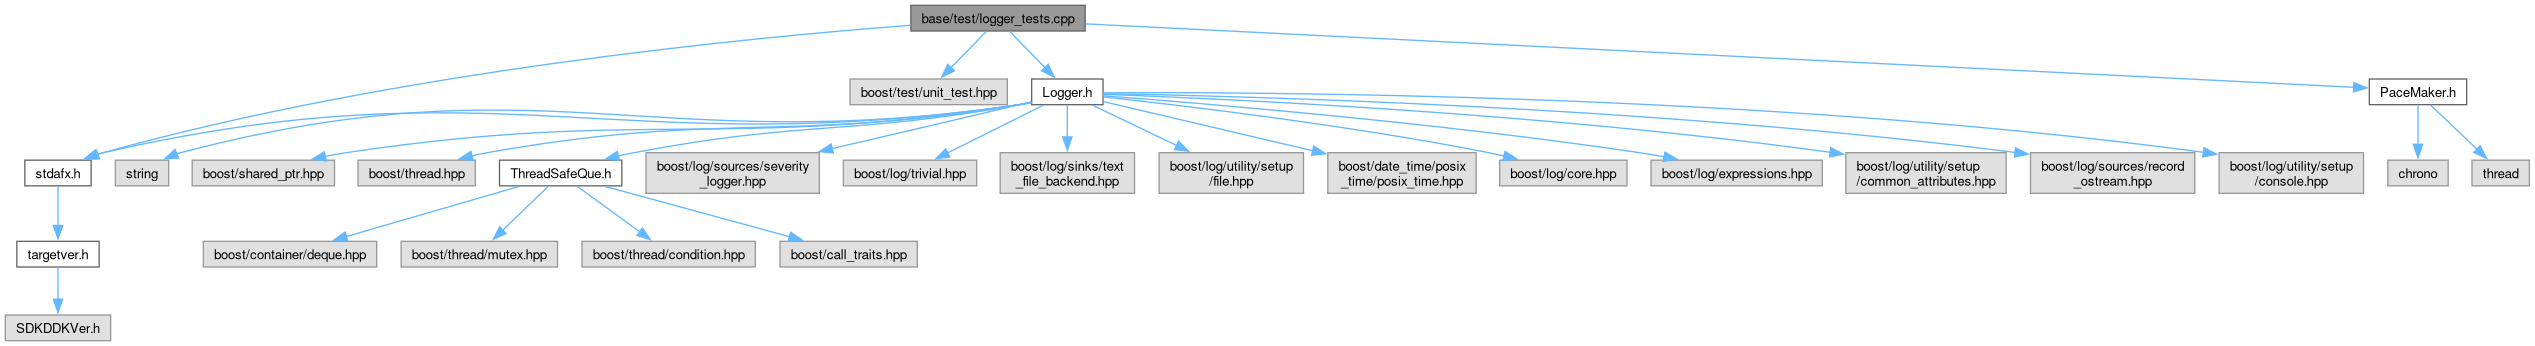 base/test/logger_tests.cpp
boost/test/unit_test.hpp
Logger.h
PaceMaker.h
stdafx.h
string
boost/shared_ptr.hpp
boost/thread.hpp
ThreadSafeQue.h
boost/log/sources/severity
_logger.hpp
boost/log/trivial.hpp
boost/log/sinks/text
_file_backend.hpp
boost/log/utility/setup
/file.hpp
boost/date_time/posix
_time/posix_time.hpp
boost/log/core.hpp
boost/log/expressions.hpp
boost/log/utility/setup
/common_attributes.hpp
boost/log/sources/record
_ostream.hpp
boost/log/utility/setup
/console.hpp
chrono
thread
targetver.h
boost/container/deque.hpp
boost/thread/mutex.hpp
boost/thread/condition.hpp
boost/call_traits.hpp
SDKDDKVer.h